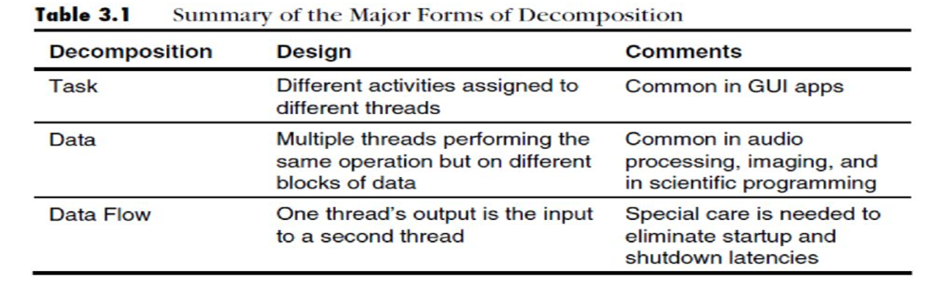 Table 3.1 Summary of the Major Forms of Decomposition
Decomposition Design Comments
Task Different activities assigned to Common in GUI apps
different threads
Data Multiple threads performing the Common in audio
same operation but on different processing, imaging, and
blocks of data in scientific programming
Data Flow One thread's output is the input Special care is needed to
to a second thread eliminate startup and
shutdown latencies